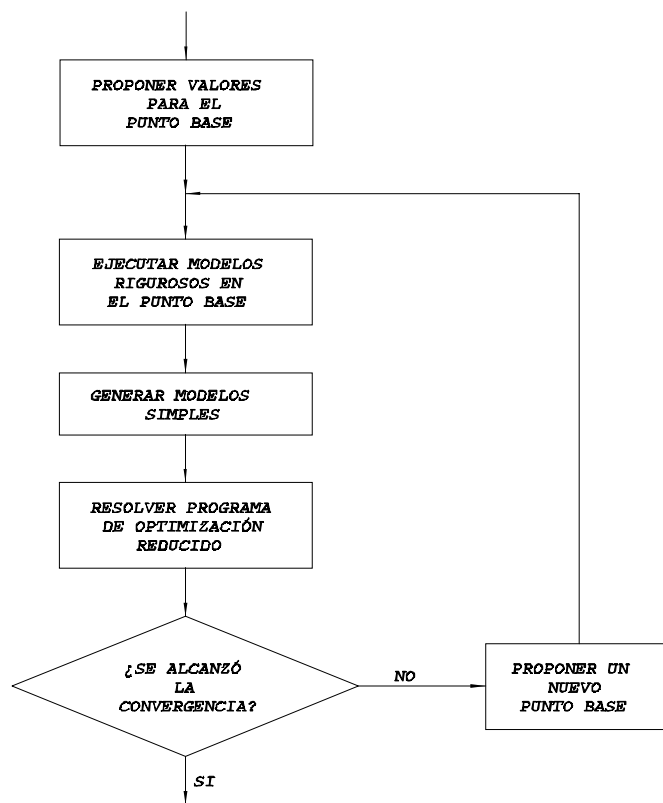 PROPONER VALORES
PARA EL
PUNTO BASE
EJECUTAR MODELOS
RIGUROSOS EN
EL PUNTO BASE
GENERAR MODELOS
SIMPLES
RESOLVER PROGRAMA
DE OPTIMIZACIÓN
REDUCIDO
¿SE ALCANZÓ
LA
CONVERGENCIA?
NO
PROPONER UN
NUEVO
PUNTO BASE
SI